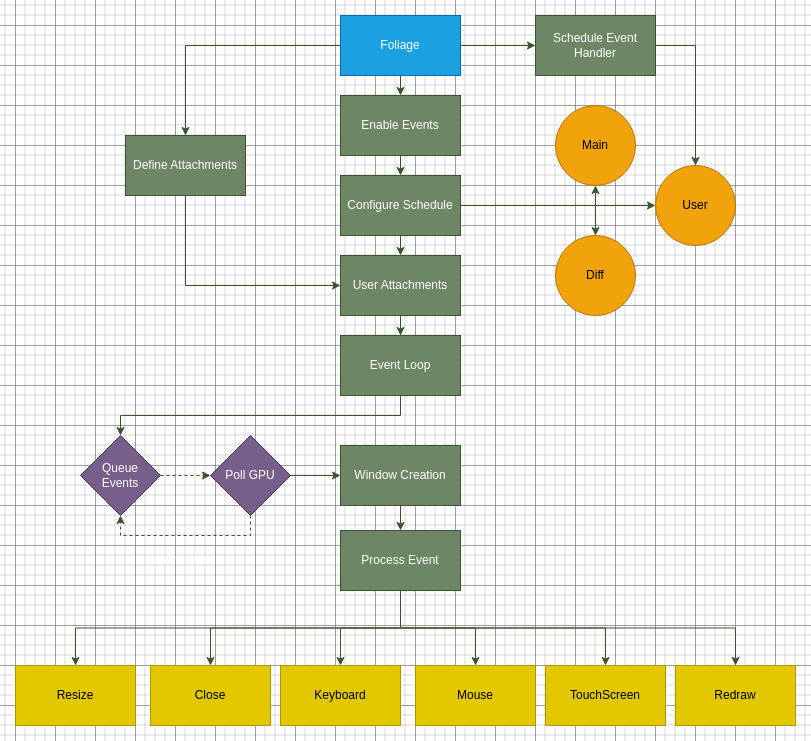 Foliage
Schedule Event
Handler
Enable Events
Main
Define Attachments
Configure Schedule
User
Diff
User Attachments
Event Loop
Queue
Events
Poll GPU
Window Creation
Process Event
Resize
Close
Keyboard
Mouse
TouchScreen
Redraw